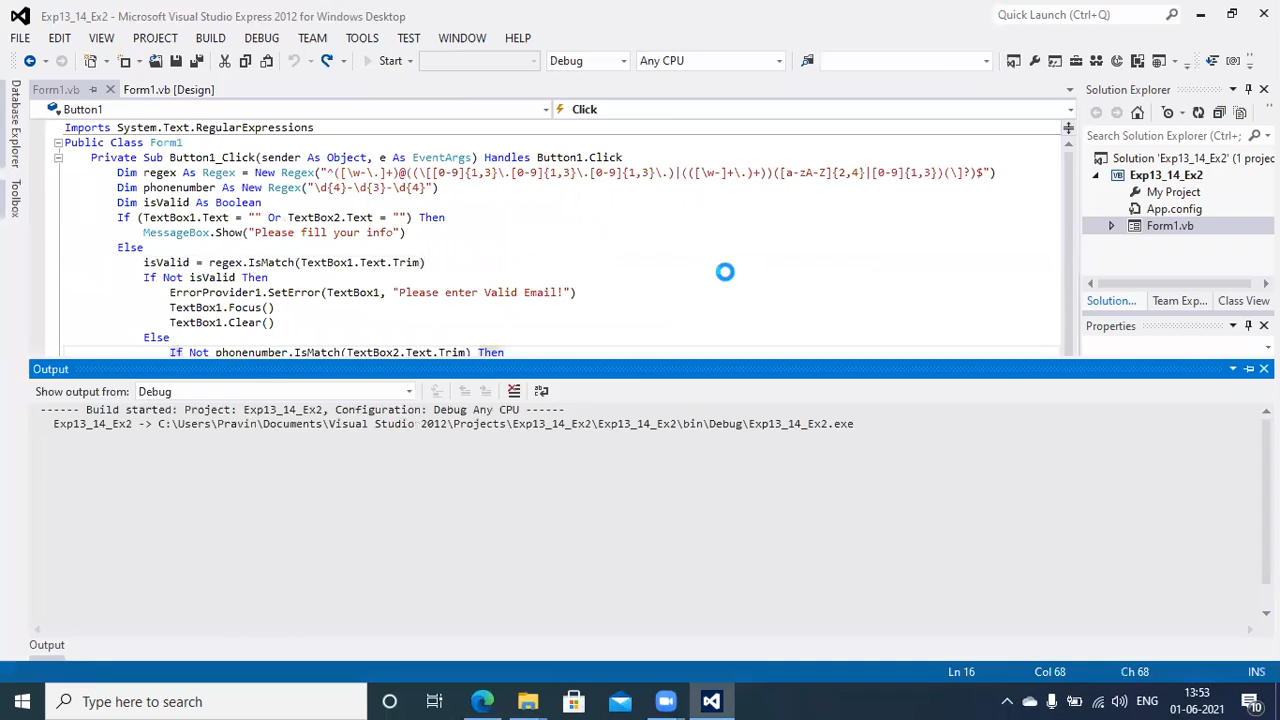 Exp13_14_Ex2 - Microsoft Visual Studio Express 2012 for Windows Desktop
Quick Launch (Ctrl+Q)
FILE EDIT VIEW PROJECT BUILD DEBUG TEAM TOOLS TEST WINDOW HELP
Start Debug Any CPU
Form1.vb Form1.vb [Design]
Solution Explorer
Button1 Click
Database Explorer
Toolbox
Imports System.Text.RegularExpressions
Public Class Form1
Private Sub Button1_Click(sender As Object, e As EventArgs) Handles Button1.Click
Dim regex As Regex = New Regex("^([\w-\.]+)@((\[[0-9]{1,3}\.[0-9]{1,3}\.[0-9]{1,3}\.)|(([\w-]+\.)+))([a-zA-Z]{2,4}|[0-9]{1,3})(\]?)$")
Dim phonenumber As New Regex("\d{4}-\d{3}-\d{4}")
Dim isValid As Boolean
If (TextBox1.Text = "" Or TextBox2.Text = "") Then
MessageBox.Show("Please fill your info")
Else
isValid = regex.IsMatch(TextBox1.Text.Trim)
If Not isValid Then
ErrorProvider1.SetError(TextBox1, "Please enter Valid Email!")
TextBox1.Focus()
TextBox1.Clear()
Else
If Not phonenumber.IsMatch(TextBox2.Text.Trim) Then
Search Solution Explorer (Ctrl+;
Solution 'Exp13_14_Ex2' (1 projec
Exp13_14_Ex2
My Project
App.config
Form1.vb
Solution... Team Exp... Class View
Properties
Output
Show output from: Debug
------ Build started: Project: Exp13_14_Ex2, Configuration: Debug Any CPU ------
Exp13_14_Ex2 -> C:\Users\Pravin\Documents\Visual Studio 2012\Projects\Exp13_14_Ex2\Exp13_14_Ex2\bin\Debug\Exp13_14_Ex2.exe
Output
Ln 16 Col 68 Ch 68 INS
Type here to search
ENG
13:53
01-06-2021
10